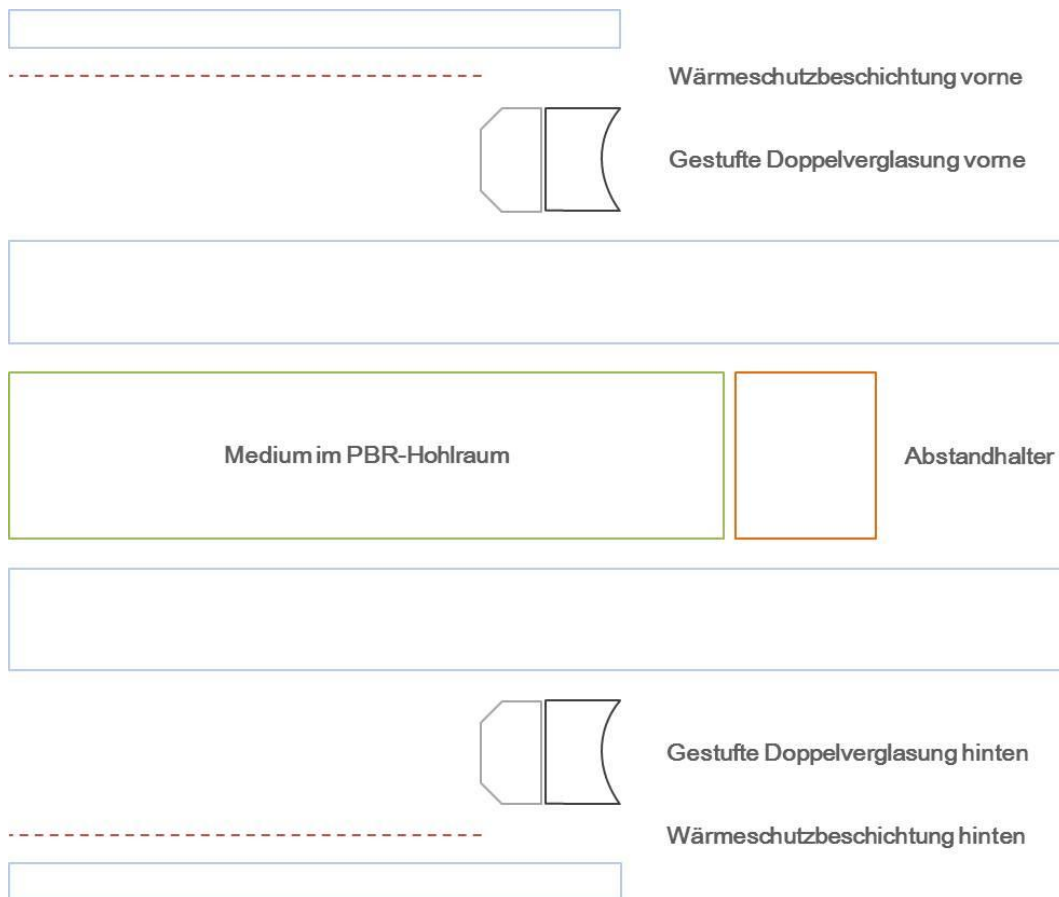 Wärmeschutzbeschichtung vorne
Gestufte Doppelverglasung vorne
Medium im PBR-Hohlraum
Abstandhalter
Gestufte Doppelverglasung hinten
Wärmeschutzbeschichtung hinten